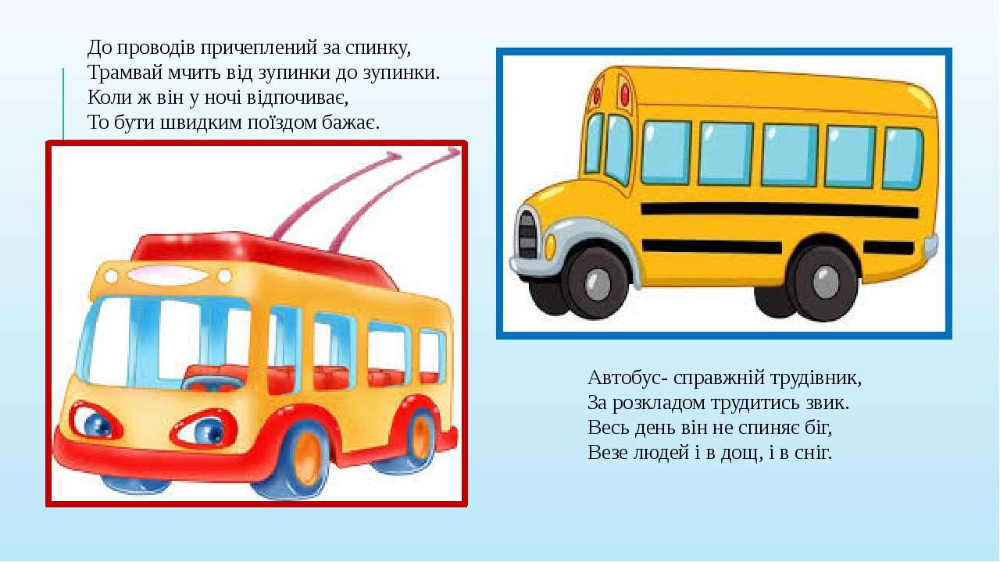 До проводів причеплений за спинку,
Трамвай мчить від зупинки до зупинки.
Коли ж він у ночі відпочиває,
То бути швидким поїздом бажає.
Автобус- справжній трудівник,
За розкладом трудитись звик.
Весь день він не спиняє біг,
Везе людей і в дощ, і в сніг.